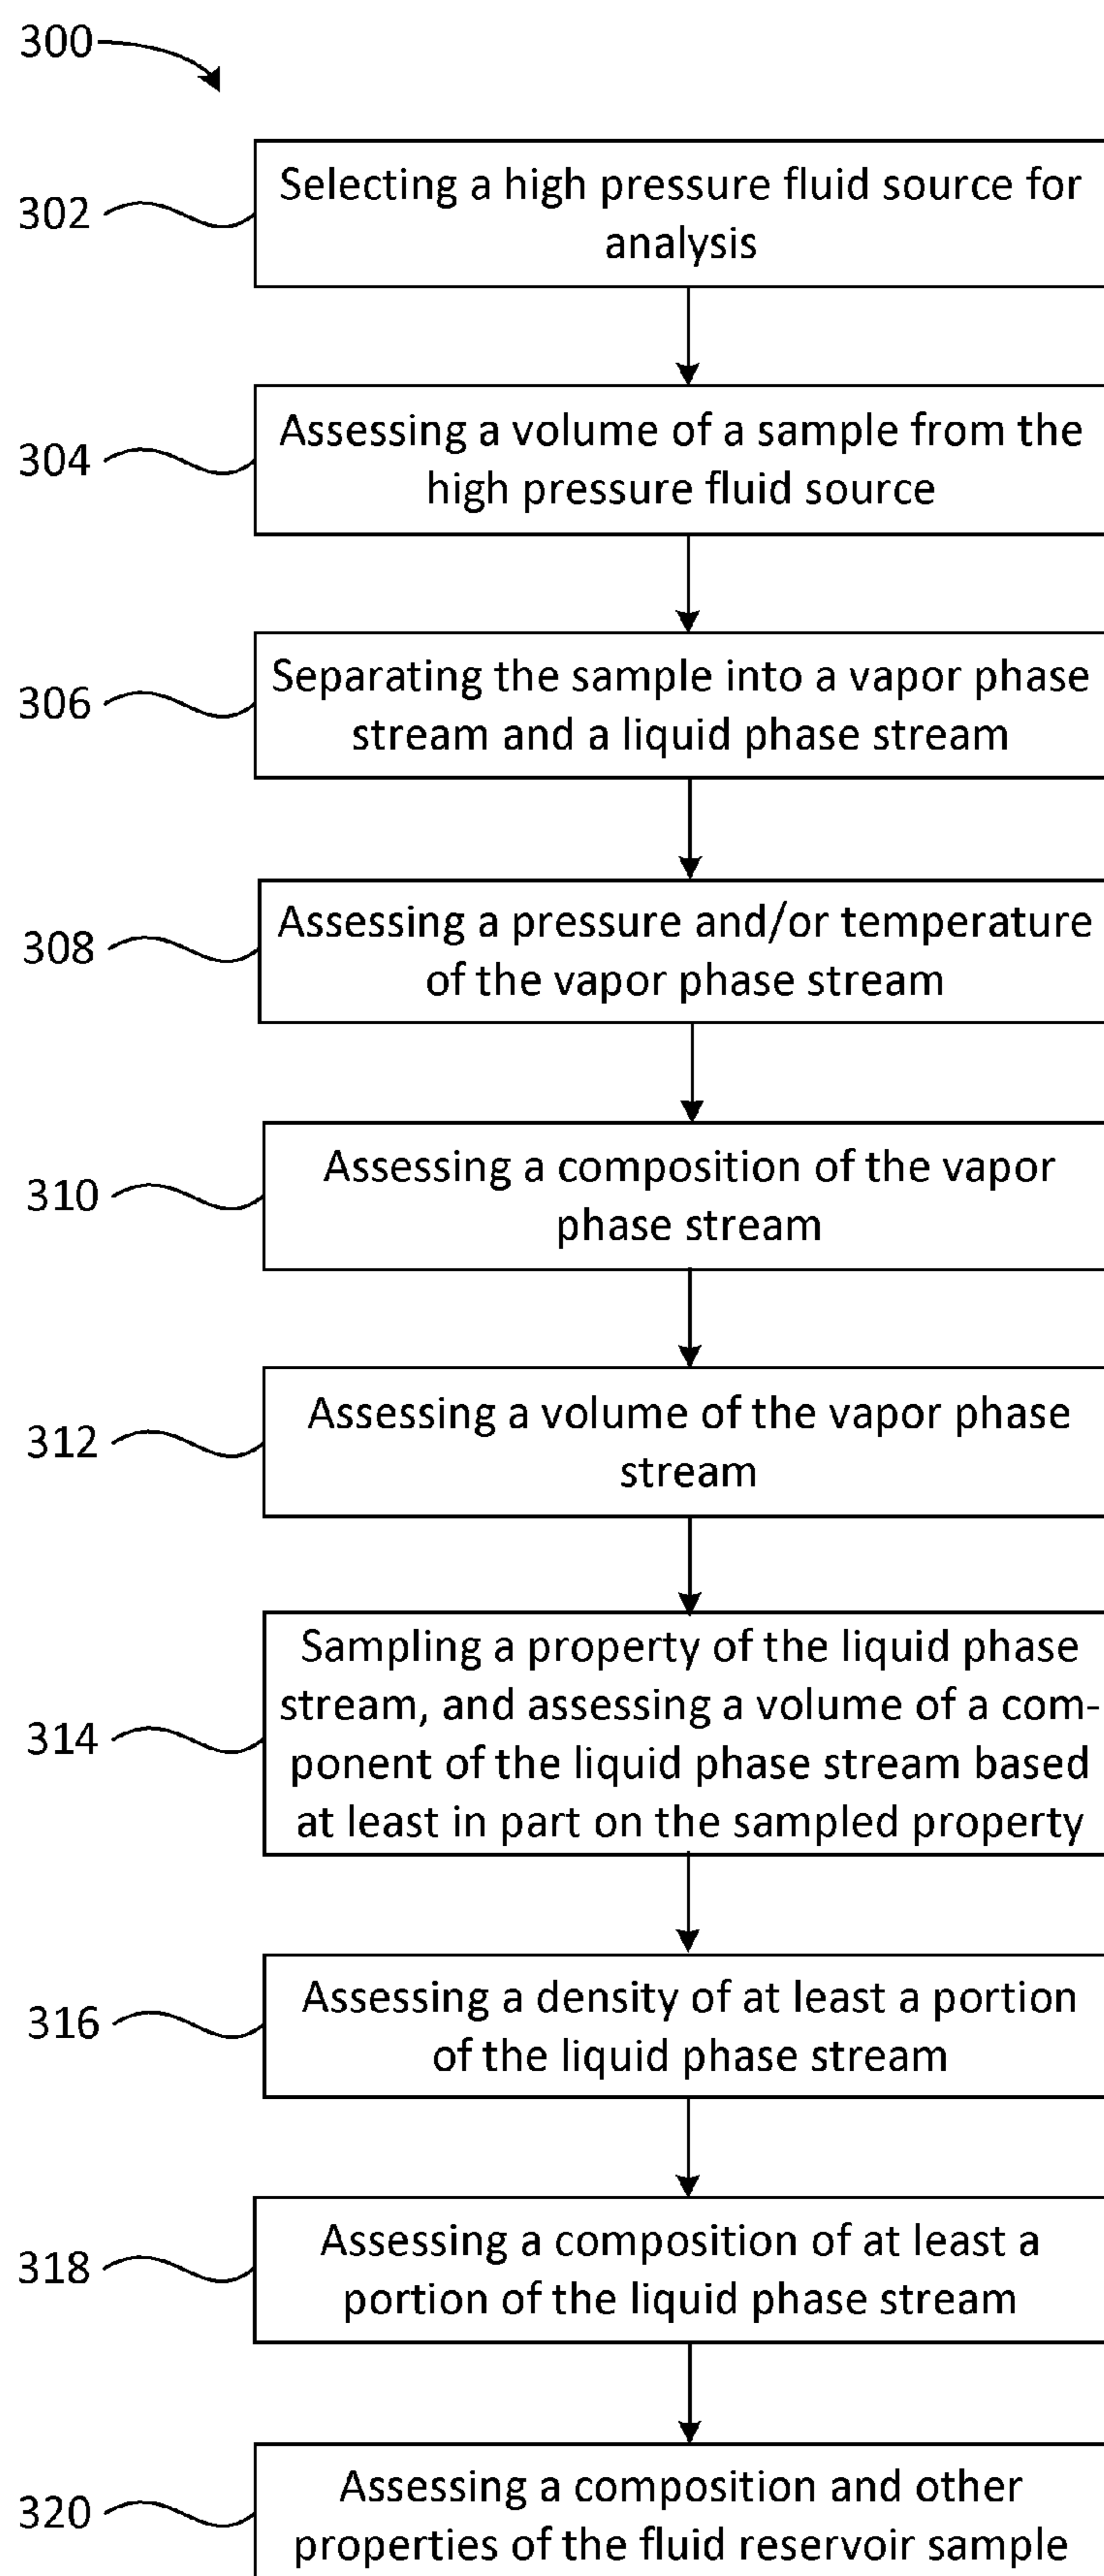 300
302
Selecting a high pressure fluid source for
analysis
304
Assessing a volume of a sample from the
high pressure fluid source
306
Separating the sample into a vapor phase
stream and a liquid phase stream
308
Assessing a pressure and/or temperature
of the vapor phase stream
310
Assessing a composition of the vapor
phase stream
312
Assessing a volume of the vapor phase
stream
314
Sampling a property of the liquid phase
stream, and assessing a volume of a com-
ponent of the liquid phase stream based
at least in part on the sampled property
316
Assessing a density of at least a portion
of the liquid phase stream
318
Assessing a composition of at least a
portion of the liquid phase stream
320
Assessing a composition and other
properties of the fluid reservoir sample